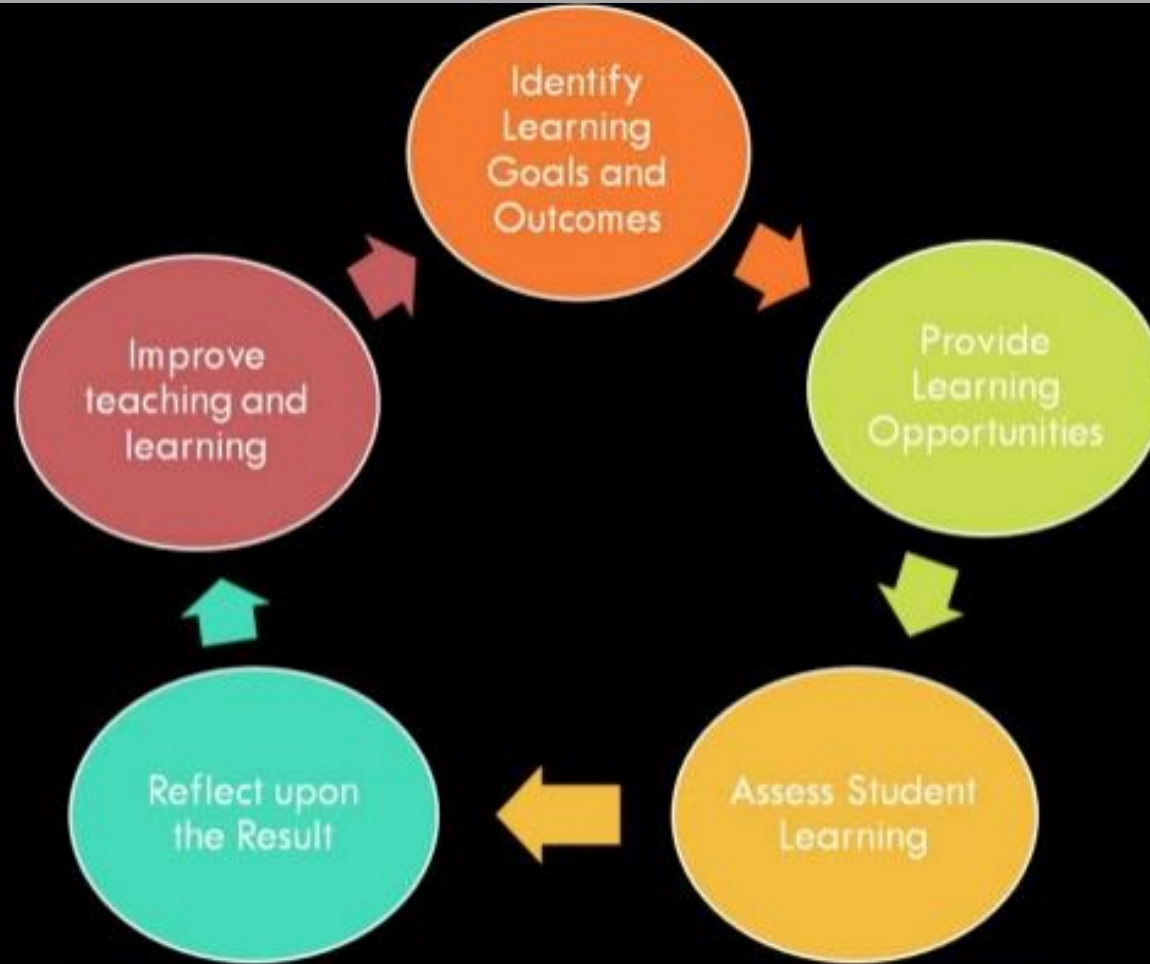 Identify
Learning
Goals and
Outcomes
Provide
Learning
Opportunities
Assess Student
Learning
Reflect upon
the Result
Improve
teaching and
learning